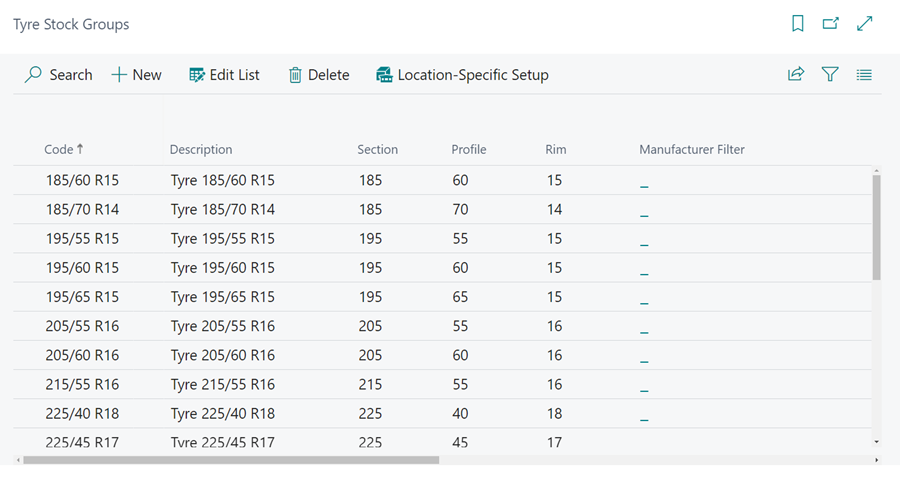 Tyre Stock Groups
Search New Edit List Delete Location-Specific Setup
Code↑ Description Section Profile Rim Manufacturer Filter
185/60 R15 Tyre 185/60 R15 185 60 15 _
185/70 R14 Tyre 185/70 R14 185 70 14 _
195/55 R15 Tyre 195/55 R15 195 55 15 _
195/60 R15 Tyre 195/60 R15 195 60 15 _
195/65 R15 Tyre 195/65 R15 195 65 15 _
205/55 R16 Tyre 205/55 R16 205 55 16 _
205/60 R16 Tyre 205/60 R16 205 60 16 _
215/55 R16 Tyre 215/55 R16 215 55 16 _
225/40 R18 Tyre 225/40 R18 225 40 18 _
225/45 R17 Tyre 225/45 R17 225 45 17